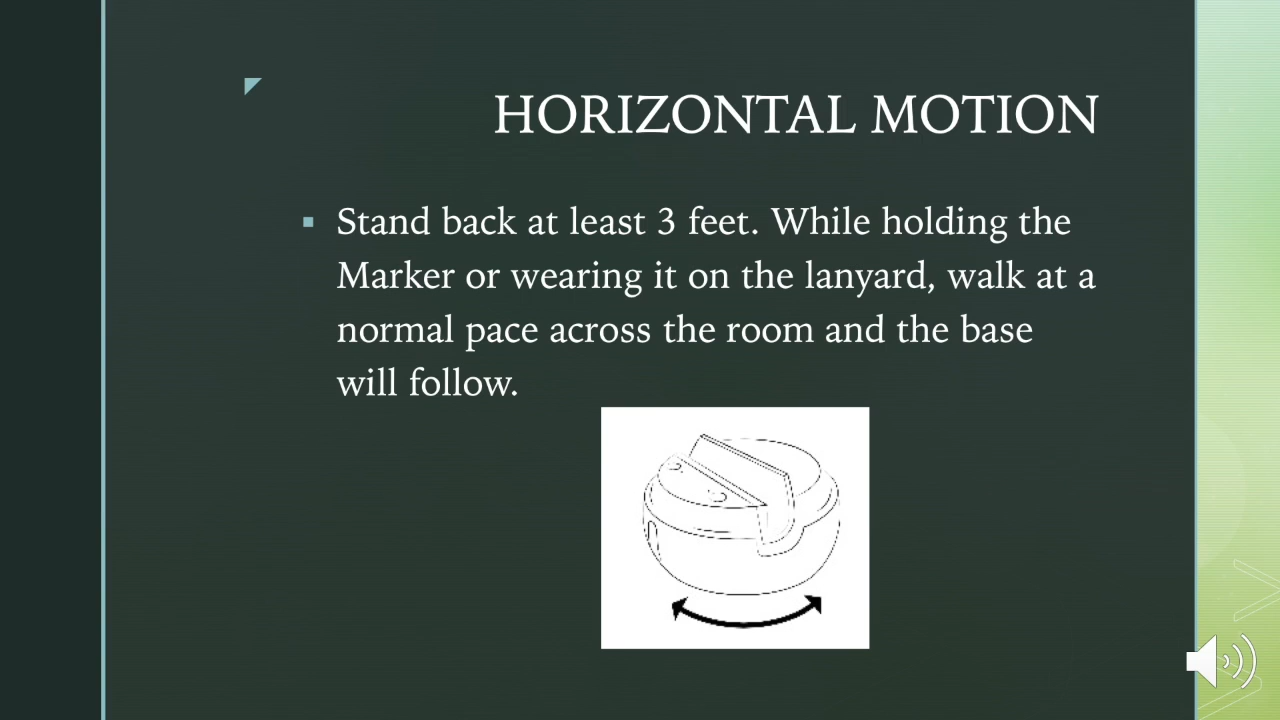 HORIZONTAL MOTION
Stand back at least 3 feet. While holding the
Marker or wearing it on the lanyard, walk at a
normal pace across the room and the base
will follow.